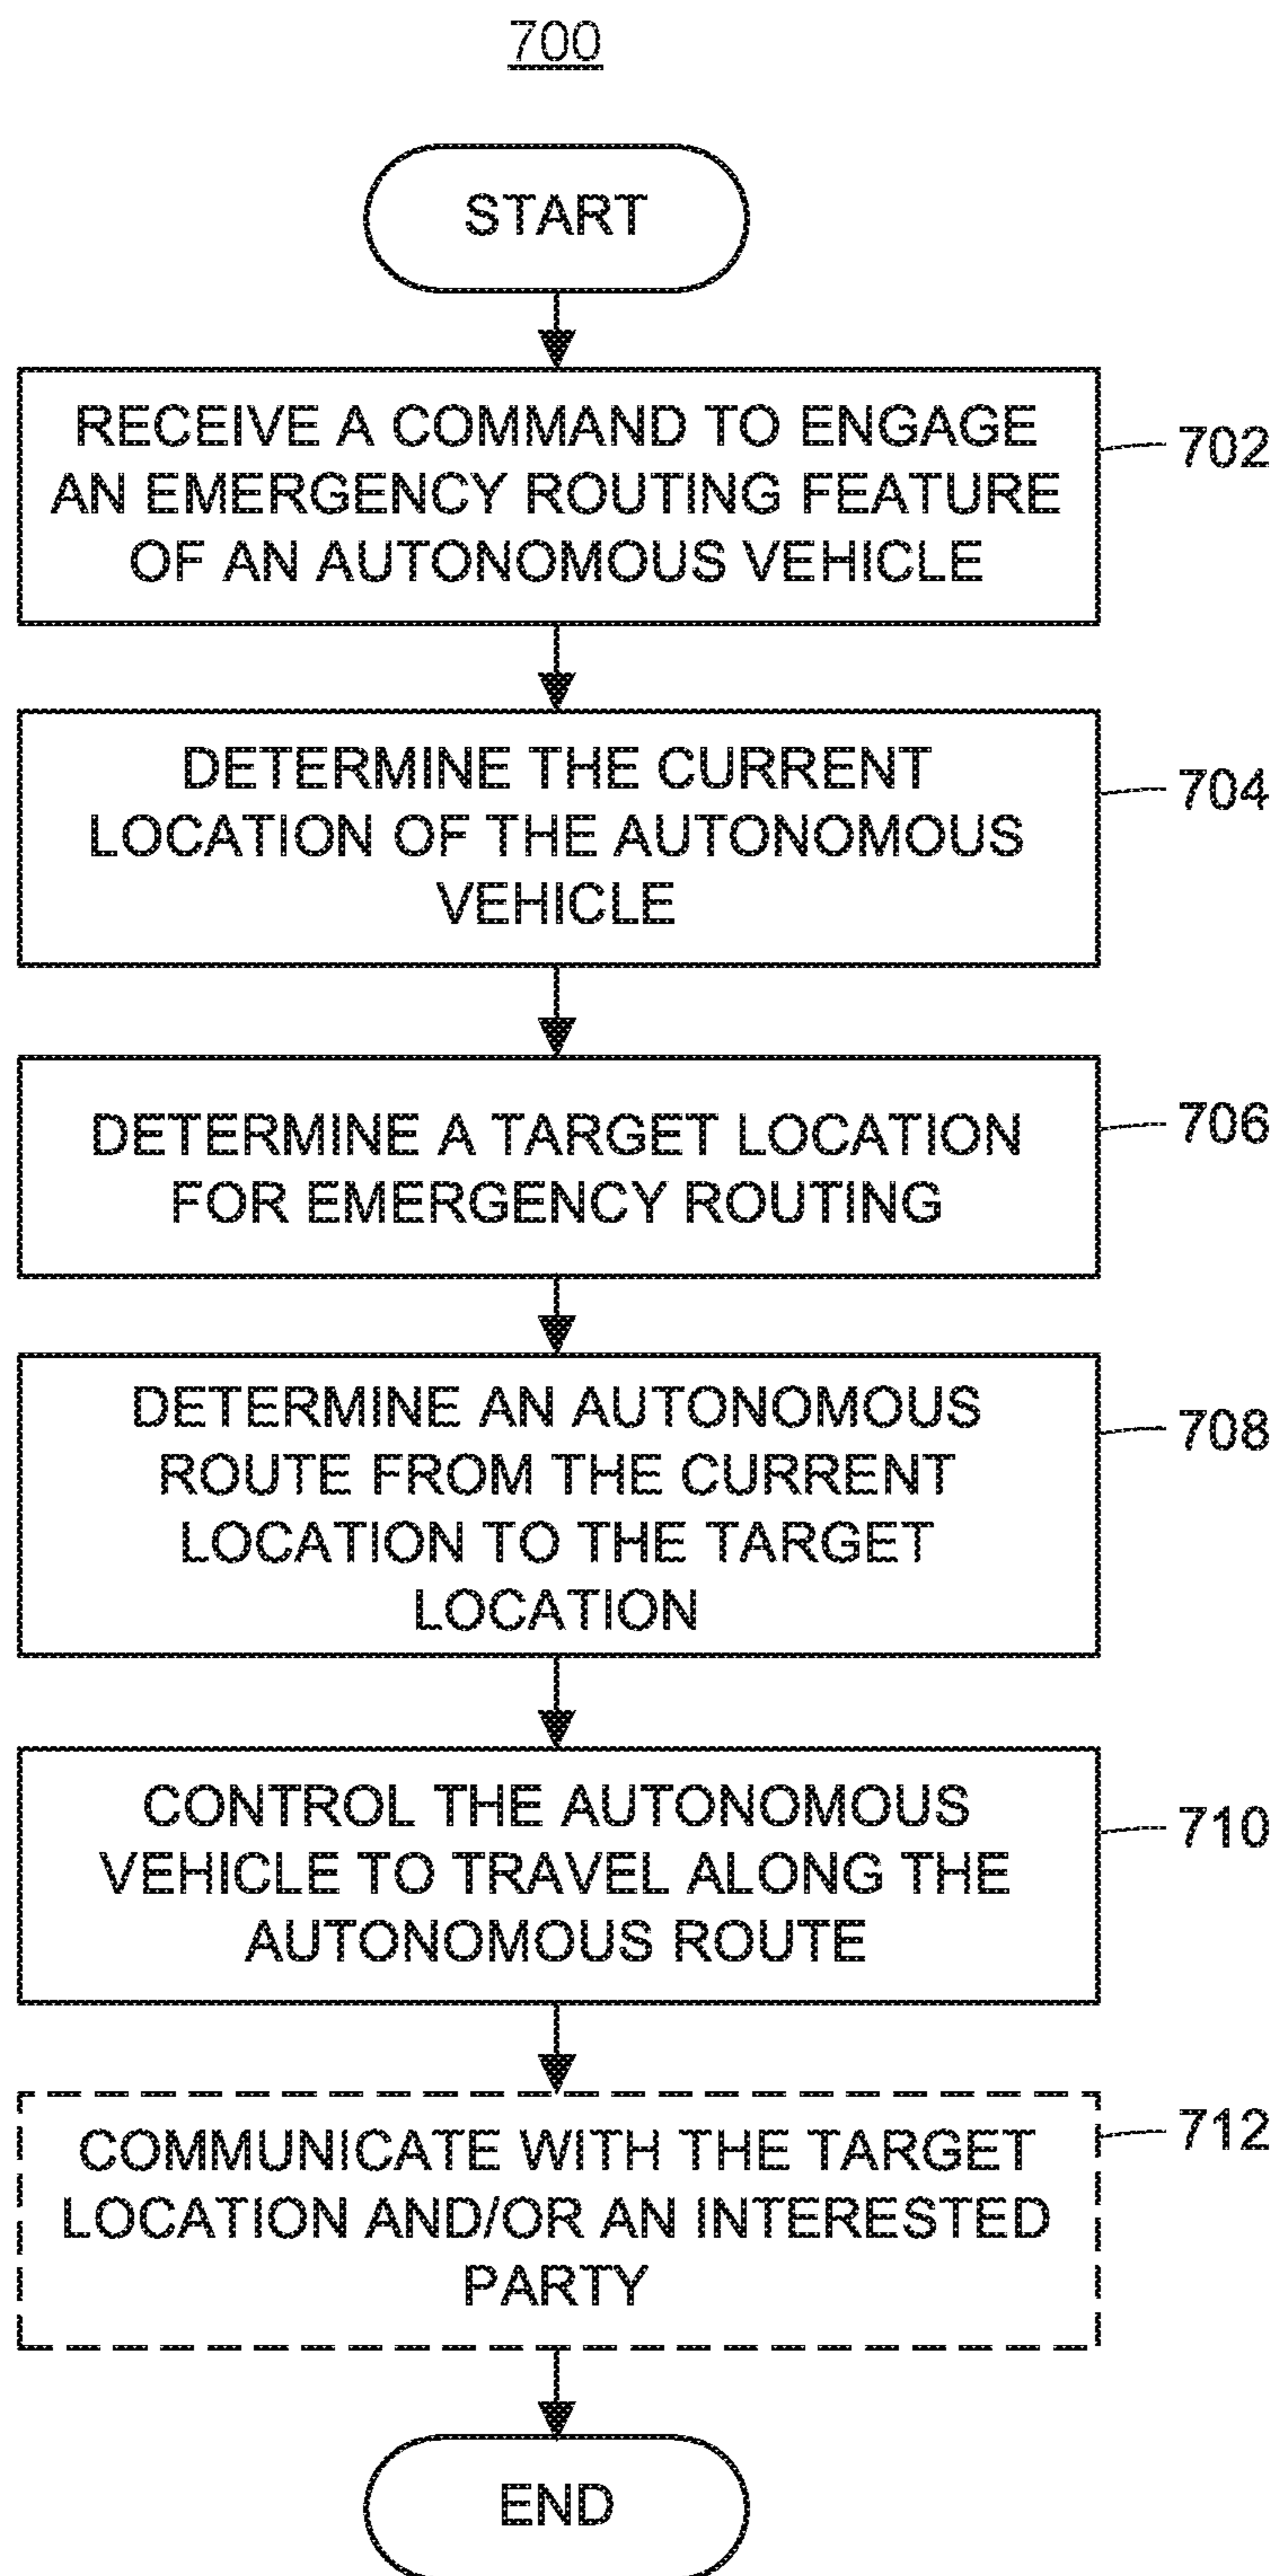 700
START
RECEIVE A COMMAND TO ENGAGE
AN EMERGENCY ROUTING FEATURE
OF AN AUTONOMOUS VEHICLE
702
DETERMINE THE CURRENT
LOCATION OF THE AUTONOMOUS
VEHICLE
704
DETERMINE A TARGET LOCATION
FOR EMERGENCY ROUTING
706
DETERMINE AN AUTONOMOUS
ROUTE FROM THE CURRENT
LOCATION TO THE TARGET
LOCATION
708
CONTROL THE AUTONOMOUS
VEHICLE TO TRAVEL ALONG THE
AUTONOMOUS ROUTE
710
COMMUNICATE WITH THE TARGET
LOCATION AND/OR AN INTERESTED
PARTY
712
END